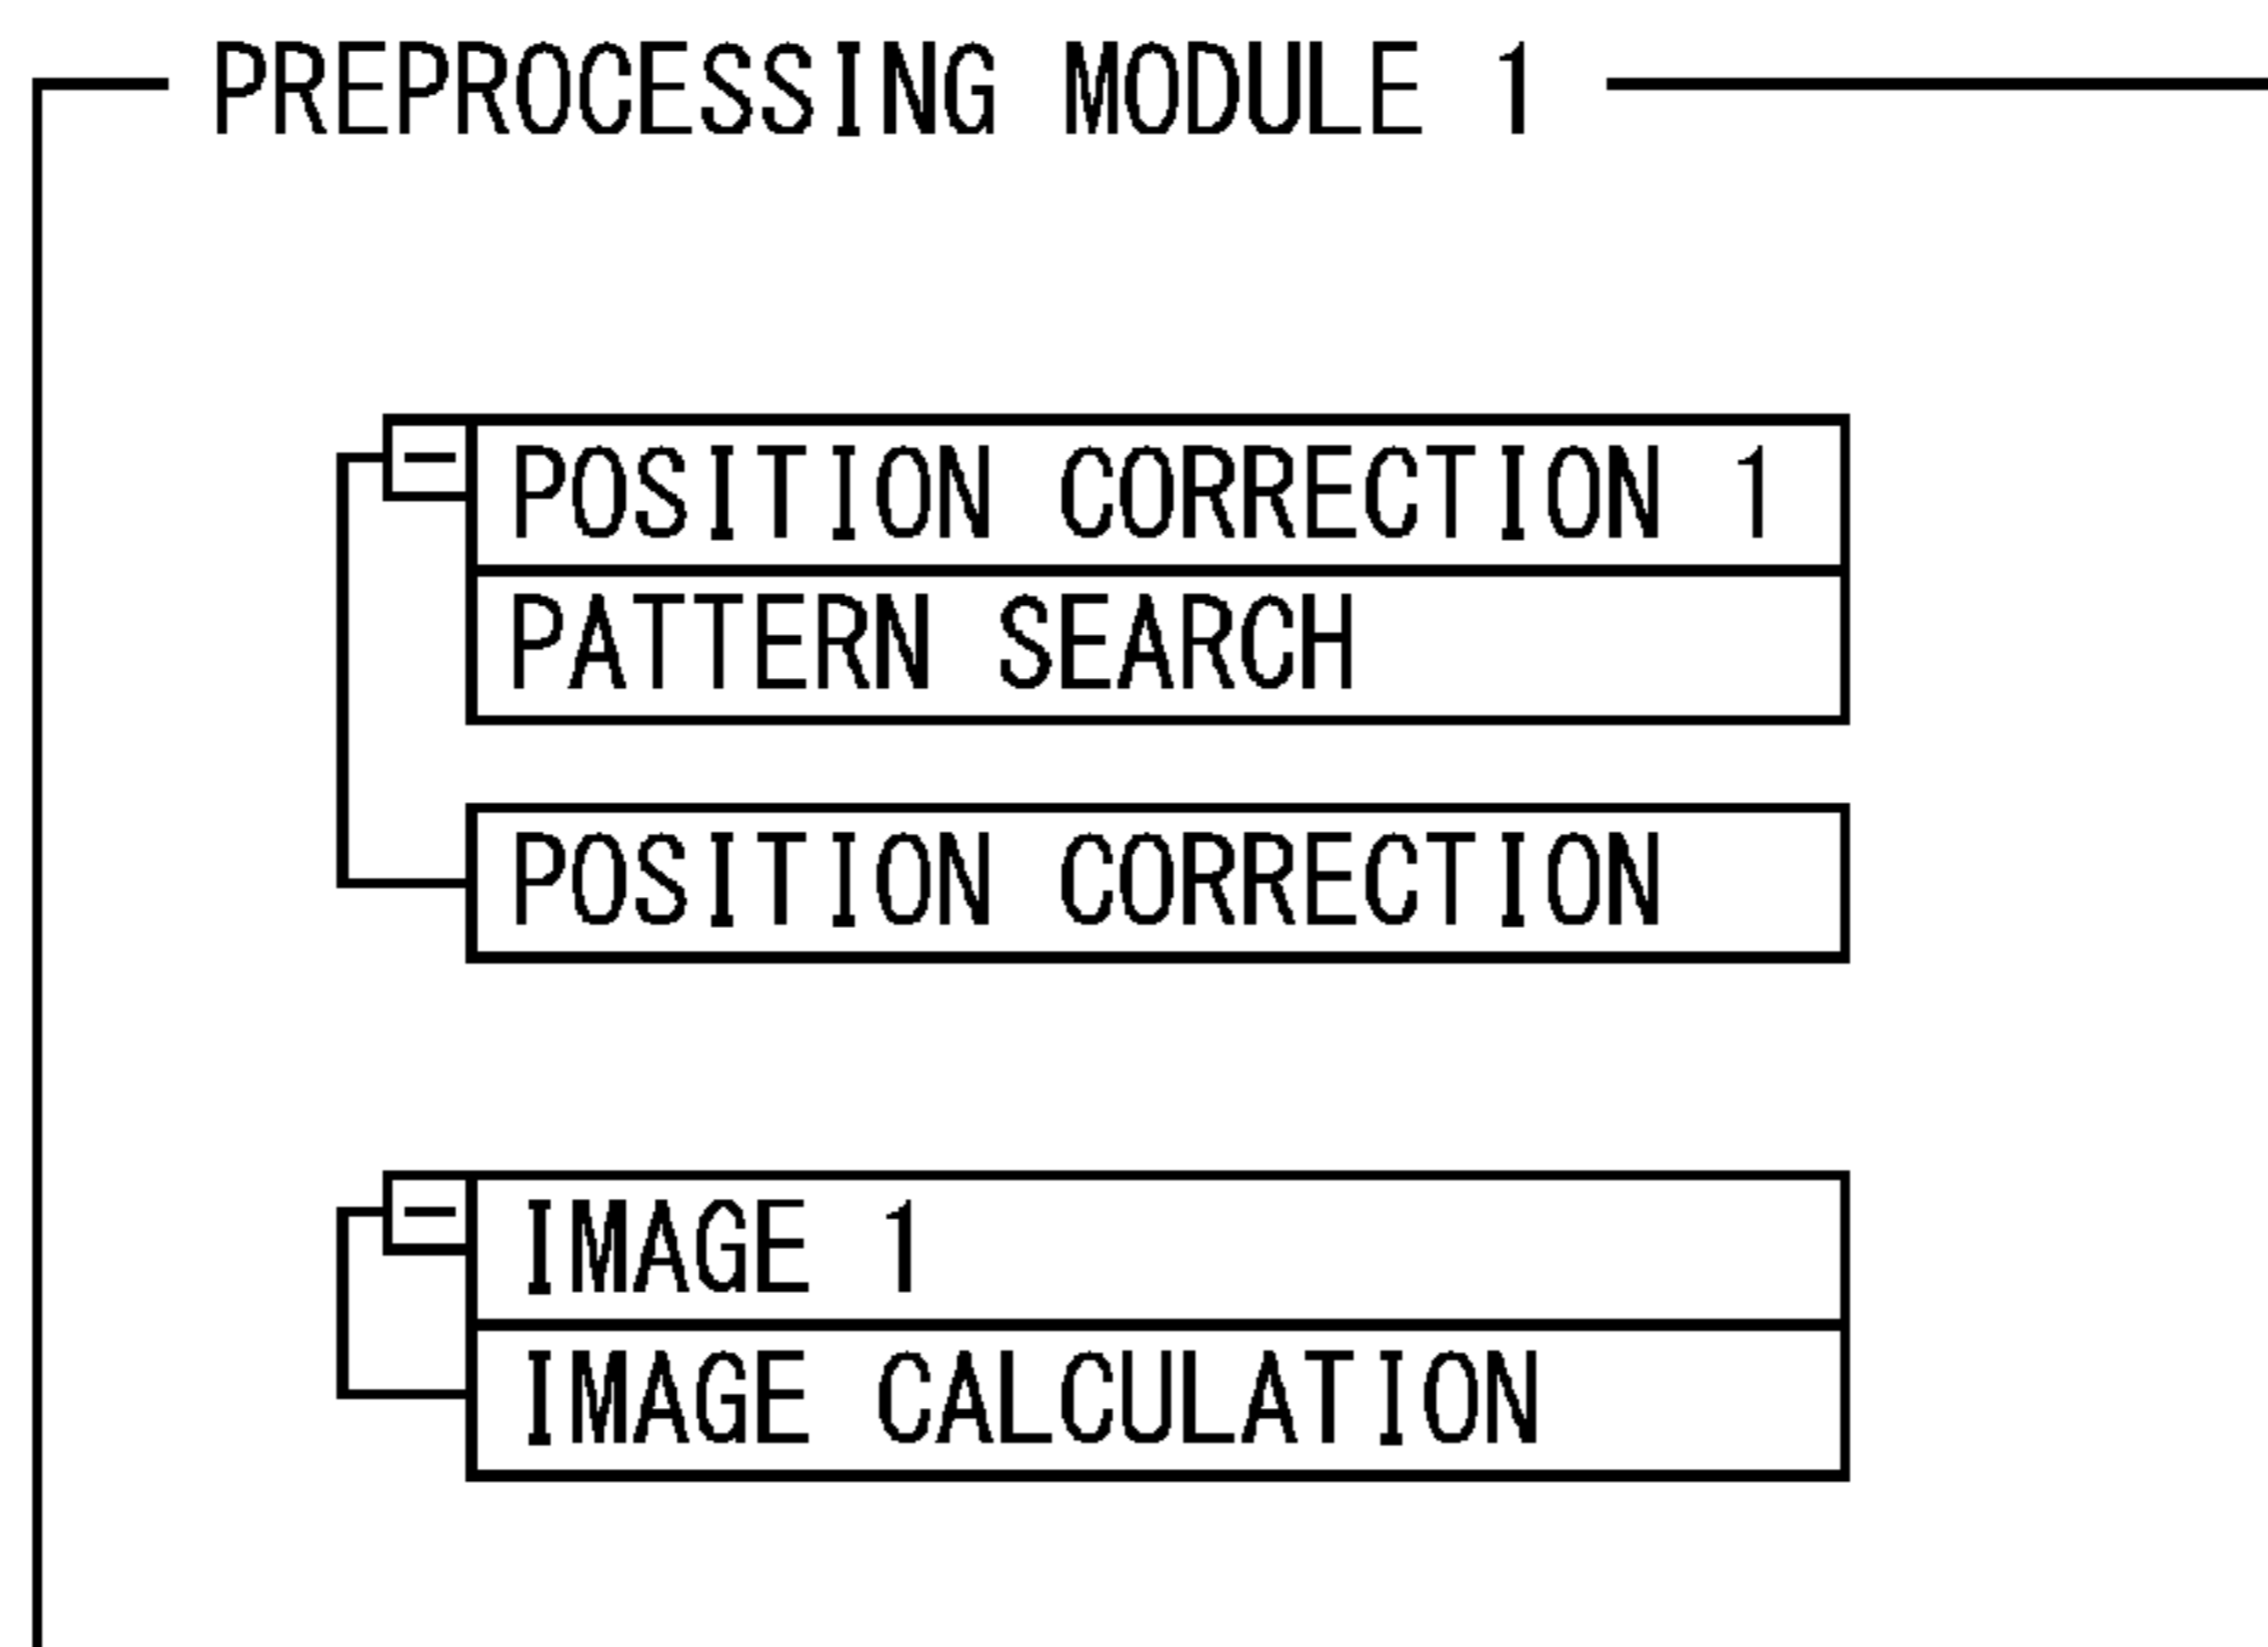 PREPROCESSING MODULE 1
POSITION CORRECTION 1
PATTERN SEARCH
POSITION CORRECTION
IMAGE 1
IMAGE CALCULATION